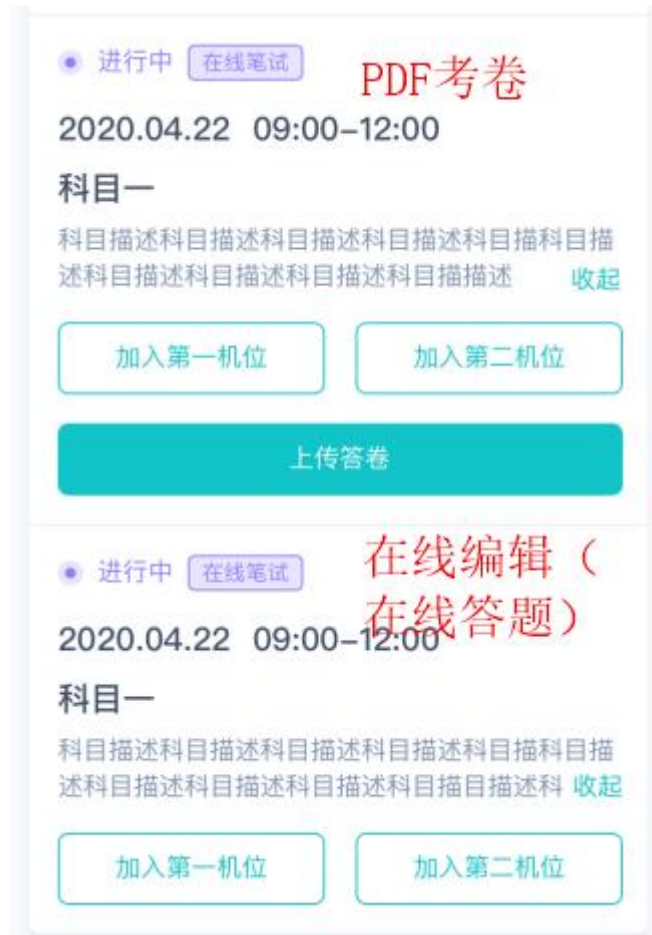 进行中 在线笔试
PDF考卷
2020.04.22 09:00-12:00
科目一
科目描述科目描述科目描述科目描述科目描科目描
述科目描述科目描述科目描述科目描描述 收起
加入第一机位 加入第二机位
上传答卷
进行中 在线笔试
在线编辑（
在线答题）
2020.04.22 09:00-12:00
科目一
科目描述科目描述科目描述科目描述科目描科目描
述科目描述科目描述科目描述科目描目描述科 收起
加入第一机位 加入第二机位